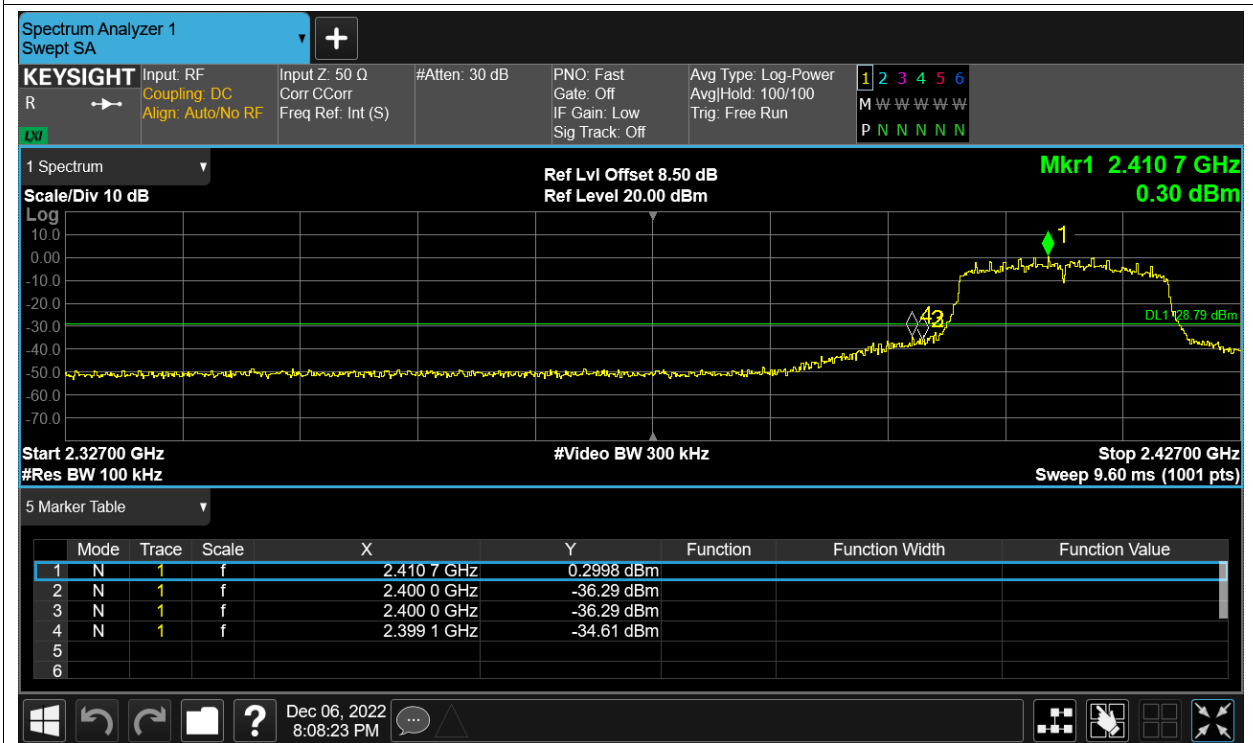 Spectrum Analyzer 1
Swept SA
+
KEYSIGHT
R
LXI
Input: RF
Coupling: DC
Align: Auto/No RF
Input Z: 50 Ω
Corr CCorr
Freq Ref: Int (S)
#Atten: 30 dB
PNO: Fast
Gate: Off
IF Gain: Low
Sig Track: Off
Avg Type: Log-Power
Avg|Hold: 100/100
Trig: Free Run
1 2 3 4 5 6
M W W W W W
P N N N N N
1 Spectrum
Scale/Div 10 dB
Ref Lvl Offset 8.50 dB
Ref Level 20.00 dBm
Mkr1 2.410 7 GHz
0.30 dBm
Log
10.0
0.00
-10.0
-20.0
-30.0
-40.0
-50.0
-60.0
-70.0
1
DL1 -28.79 dBm
Start 2.32700 GHz
#Video BW 300 kHz
Stop 2.42700 GHz
#Res BW 100 kHz
Sweep 9.60 ms (1001 pts)
5 Marker Table
Mode Trace Scale X Y Function Function Width Function Value
1 N 1 f 2.410 7 GHz 0.2998 dBm
2 N 1 f 2.400 0 GHz -36.29 dBm
3 N 1 f 2.400 0 GHz -36.29 dBm
4 N 1 f 2.399 1 GHz -34.61 dBm
5
6
?
Dec 06, 2022
8:08:23 PM